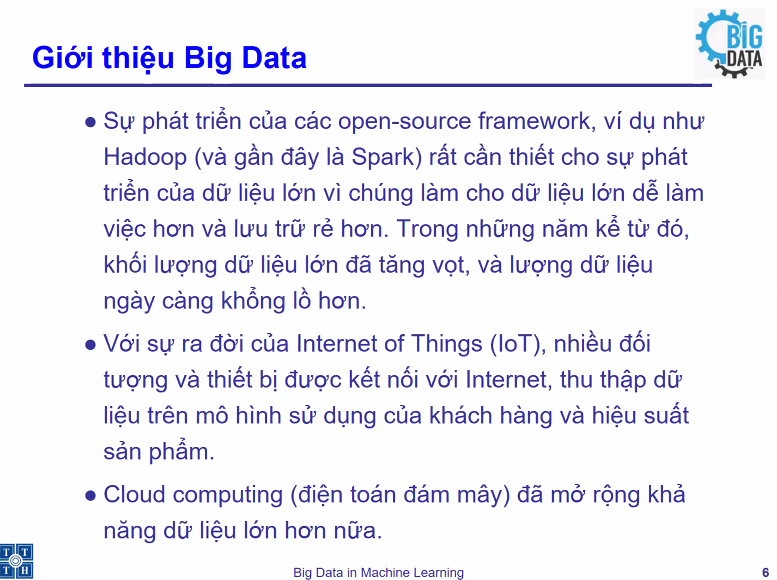 BIG
DATA
Giới thiệu Big Data
● Sự phát triển của các open-source framework, ví dụ như
Hadoop (và gần đây là Spark) rất cần thiết cho sự phát
triển của dữ liệu lớn vì chúng làm cho dữ liệu lớn dễ làm
việc hơn và lưu trữ rẻ hơn. Trong những năm kể từ đó,
khối lượng dữ liệu lớn đã tăng vọt, và lượng dữ liệu
ngày càng khổng lồ hơn.
● Với sự ra đời của Internet of Things (IoT), nhiều đối
tượng và thiết bị được kết nối với Internet, thu thập dữ
liệu trên mô hình sử dụng của khách hàng và hiệu suất
sản phẩm.
● Cloud computing (điện toán đám mây) đã mở rộng khả
năng dữ liệu lớn hơn nữa.
T T
T H
Big Data in Machine Learning
6